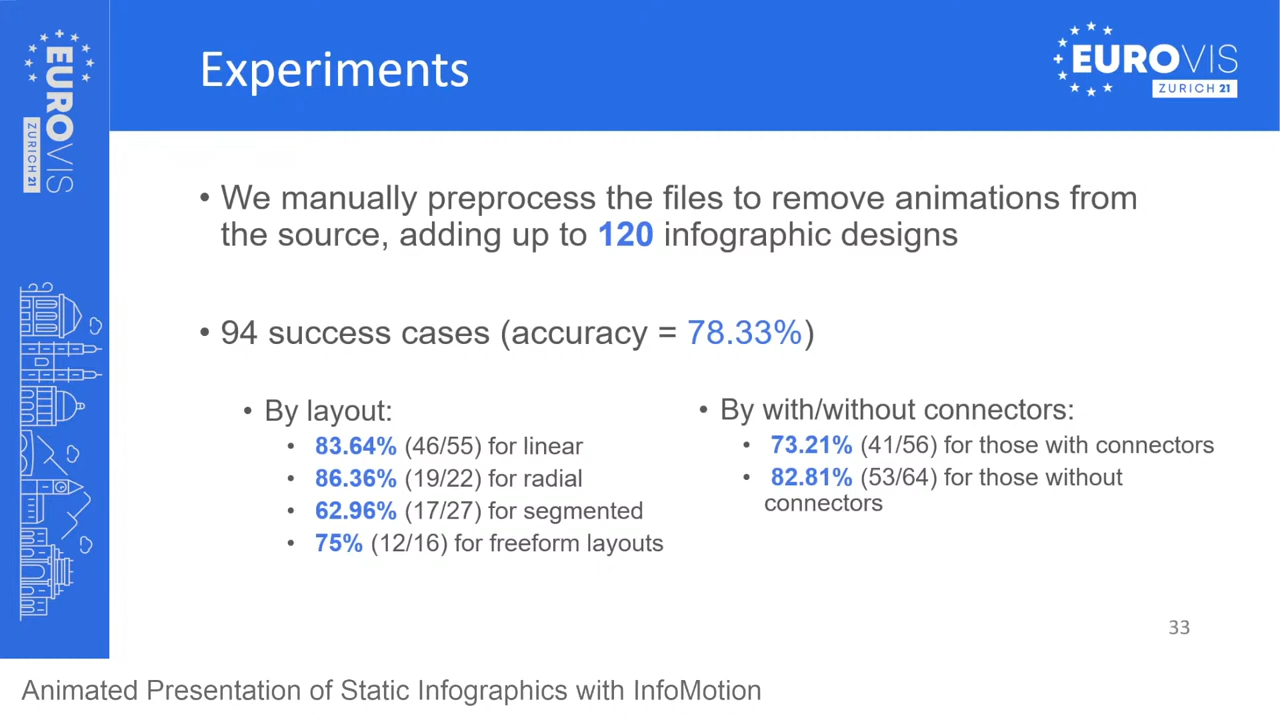 EUROVIS
ZURICH 21
Experiments
EUROVIS
ZURICH 21
• We manually preprocess the files to remove animations from
the source, adding up to 120 infographic designs
• 94 success cases (accuracy = 78.33%)
• By layout:
• 83.64% (46/55) for linear
• 86.36% (19/22) for radial
• 62.96% (17/27) for segmented
• 75% (12/16) for freeform layouts
• By with/without connectors:
• 73.21% (41/56) for those with connectors
• 82.81% (53/64) for those without
connectors
33
Animated Presentation of Static Infographics with InfoMotion